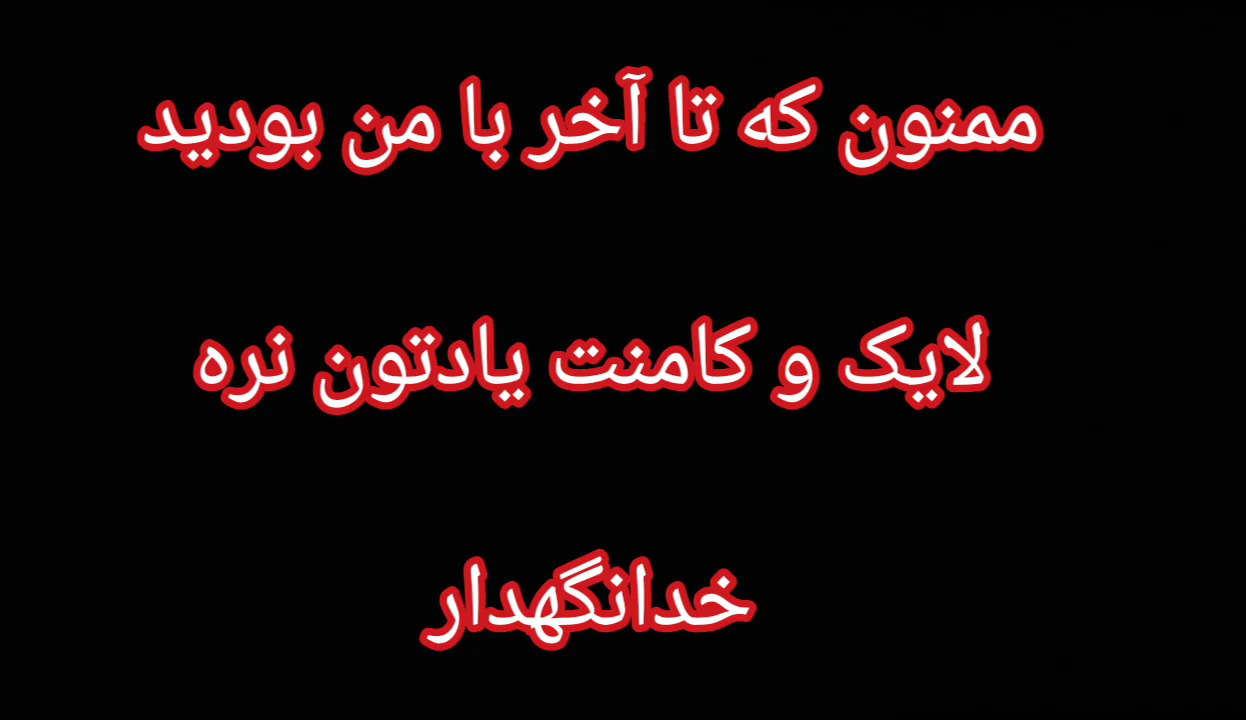 ممنون که تا آخر با من بودید
لایک و کامنت یادتون نره
خدانگهدار